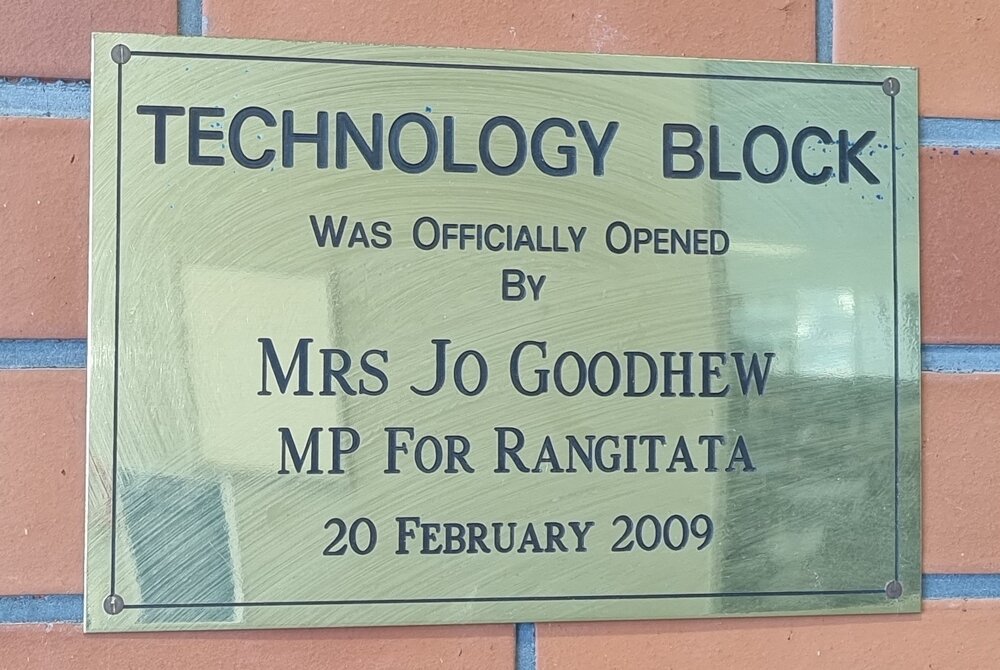 TECHNOLOGY BLOCK
WAS OFFICIALLY OPENED
BY
MRS JO GOODHEW
MP FOR RANGITATA
20 FEBRUARY 2009